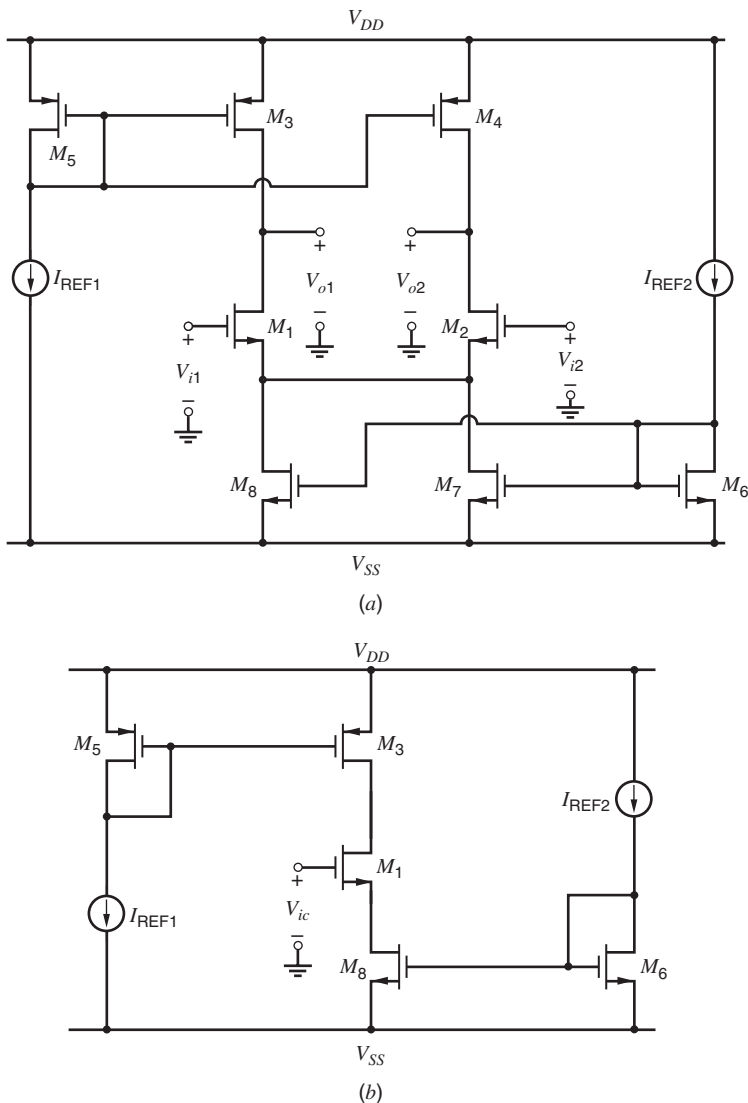 V_DD
M_3
M_4
M_5
+
+
I_REF1
V_o1
V_o2
I_REF2
M_1
M_2
+
−
−
+
V_i1
V_i2
−
−
M_8
M_7
M_6
V_SS
(a)
V_DD
M_5
M_3
I_REF2
M_1
+
V_ic
I_REF1
−
M_8
M_6
V_SS
(b)